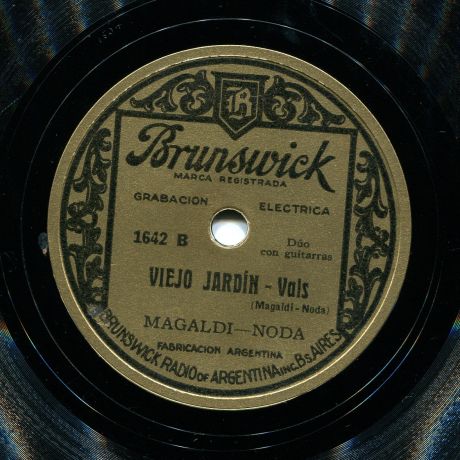 B
Brunswick
MARCA REGISTRADA
GRABACION ELECTRICA
1642 B
Dúo
con guitarras
VIEJO JARDÍN - Vals
(Magaldi - Noda)
MAGALDI—NODA
FABRICACION ARGENTINA
BRUNSWICK RADIO OF ARGENTINA INC. Bs AIRES